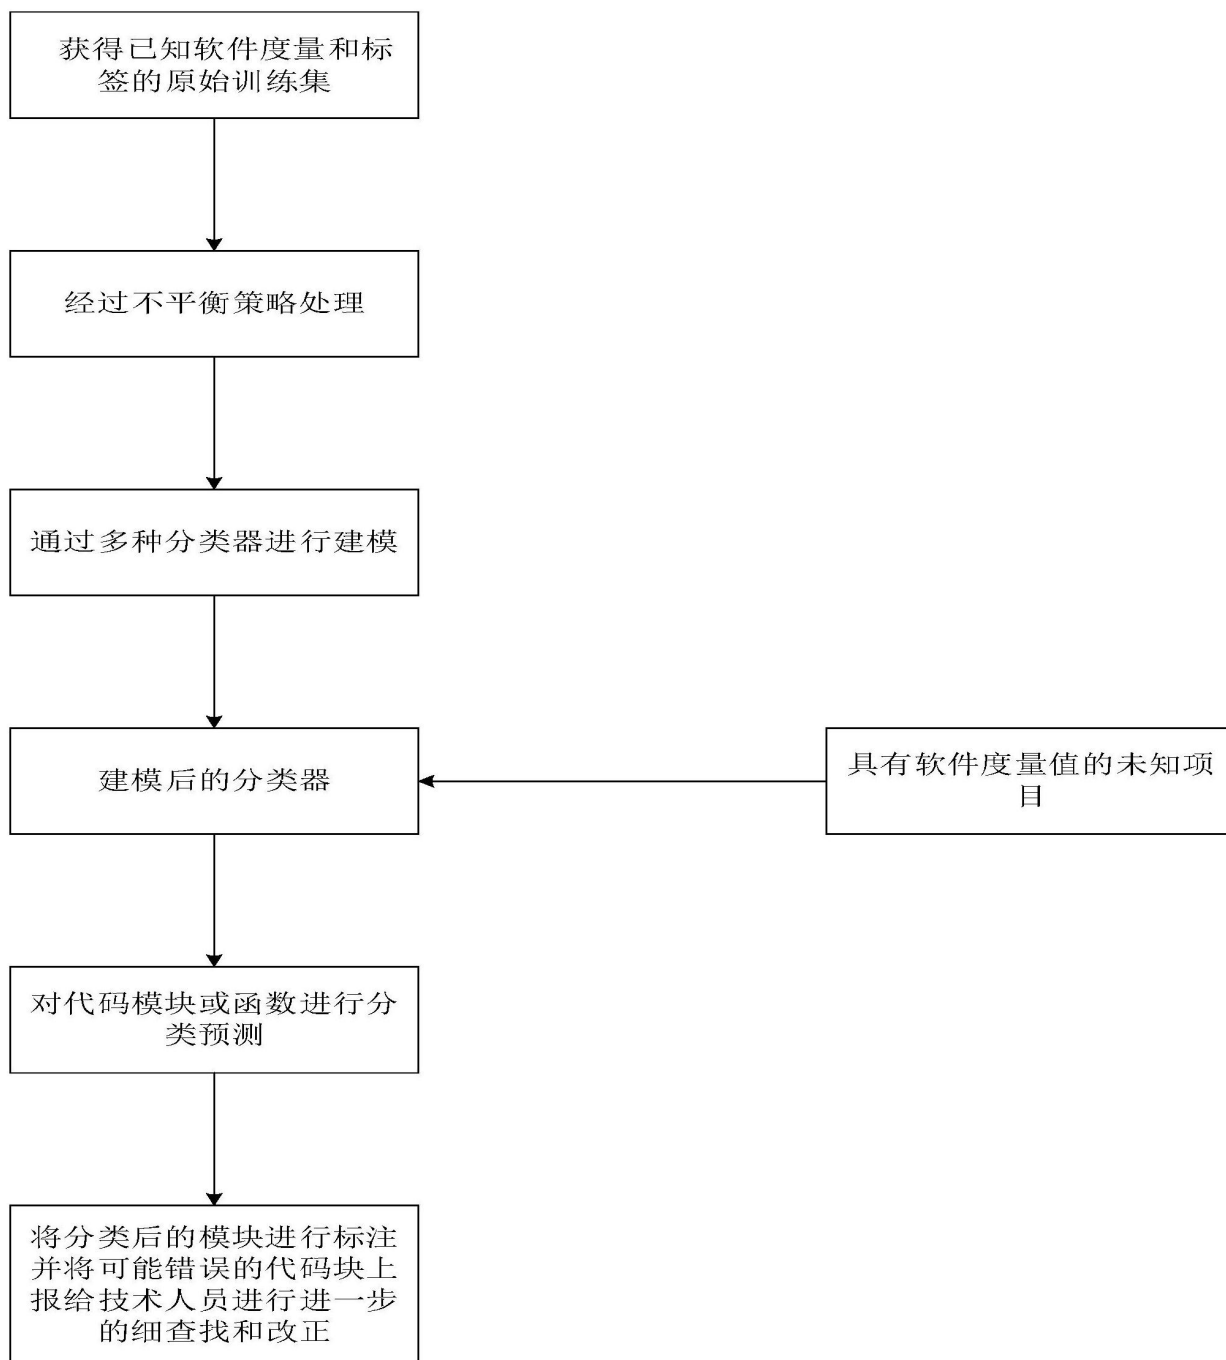 获得已知软件度量和标
签的原始训练集
经过不平衡策略处理
通过多种分类器进行建模
建模后的分类器
具有软件度量值的未知项
目
对代码模块或函数进行分
类预测
将分类后的模块进行标注
并将可能错误的代码块上
报给技术人员进行进一步
的细查找和改正